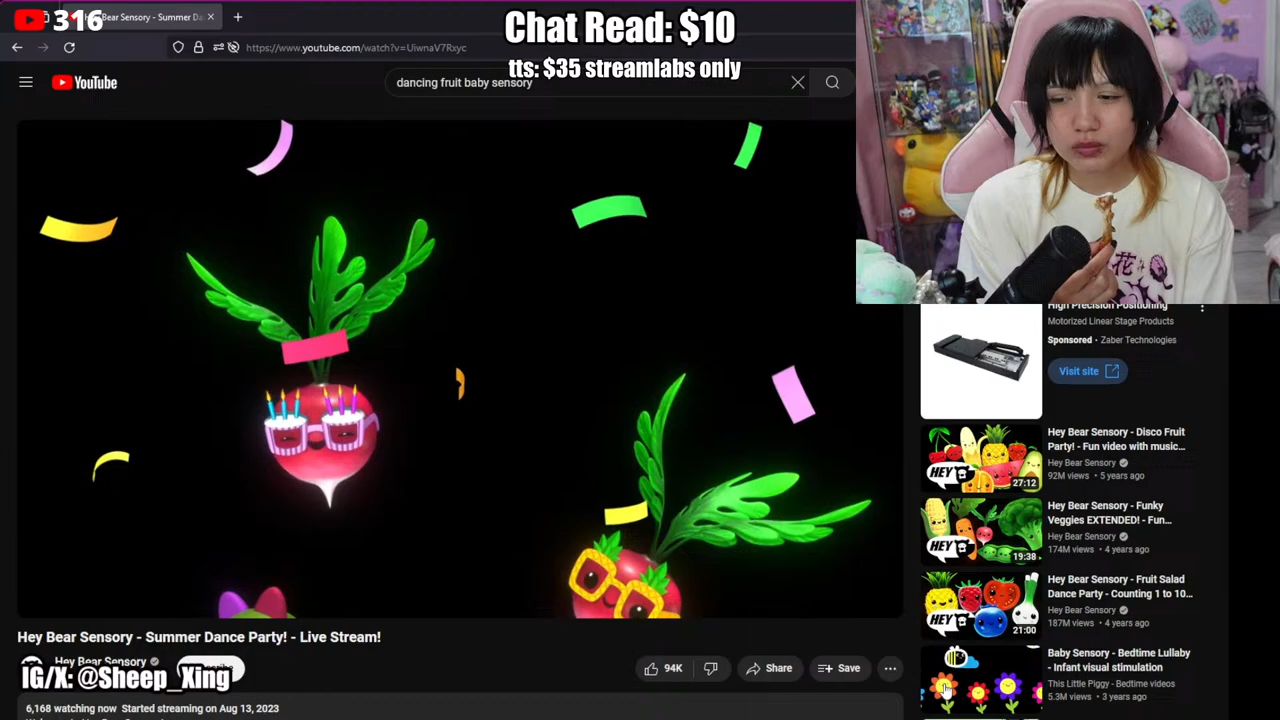 316
Hey Bear Sensory - Summer Da
Chat Read: $10
tts: $35 streamlabs only
https://www.youtube.com/watch?v=UiwnaV7Rxyc
YouTube
dancing fruit baby sensory
花
High Precision Positioning
Motorized Linear Stage Products
Sponsored • Zaber Technologies
Visit site
Hey Bear Sensory - Disco Fruit
Party! - Fun video with music...
Hey Bear Sensory
92M views • 5 years ago
HEY
27:12
Hey Bear Sensory - Funky
Veggies EXTENDED! - Fun...
Hey Bear Sensory
174M views • 4 years ago
HEY
19:38
Hey Bear Sensory - Fruit Salad
Dance Party - Counting 1 to 10...
Hey Bear Sensory
187M views • 4 years ago
HEY
21:00
Baby Sensory - Bedtime Lullaby
- Infant visual stimulation
This Little Piggy - Bedtime videos
5.3M views • 3 years ago
Hey Bear Sensory - Summer Dance Party! - Live Stream!
Hey Bear Sensory
IG/X: @Sheep_Xing
94K
Share
Save
6,168 watching now Started streaming on Aug 13, 2023